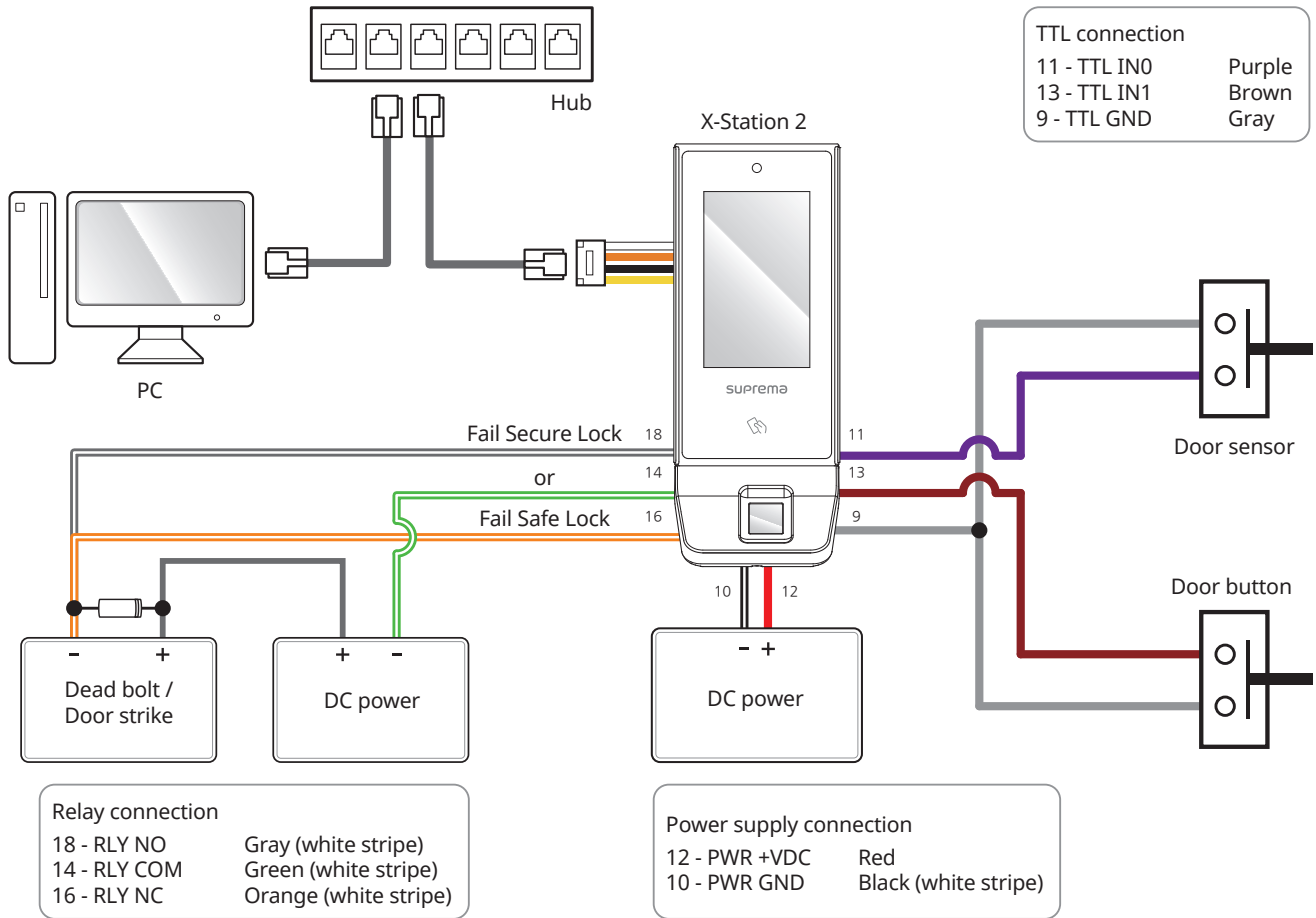 Hub
TTL connection
11 - TTL IN0 Purple
13 - TTL IN1 Brown
9 - TTL GND Gray
X-Station 2
suprema
PC
Fail Secure Lock 18
or 14
Fail Safe Lock 16
11
13
9
10 12
Door sensor
Door button
- +
Dead bolt /
Door strike
+ -
DC power
- +
DC power
Relay connection
18 - RLY NO Gray (white stripe)
14 - RLY COM Green (white stripe)
16 - RLY NC Orange (white stripe)
Power supply connection
12 - PWR +VDC Red
10 - PWR GND Black (white stripe)